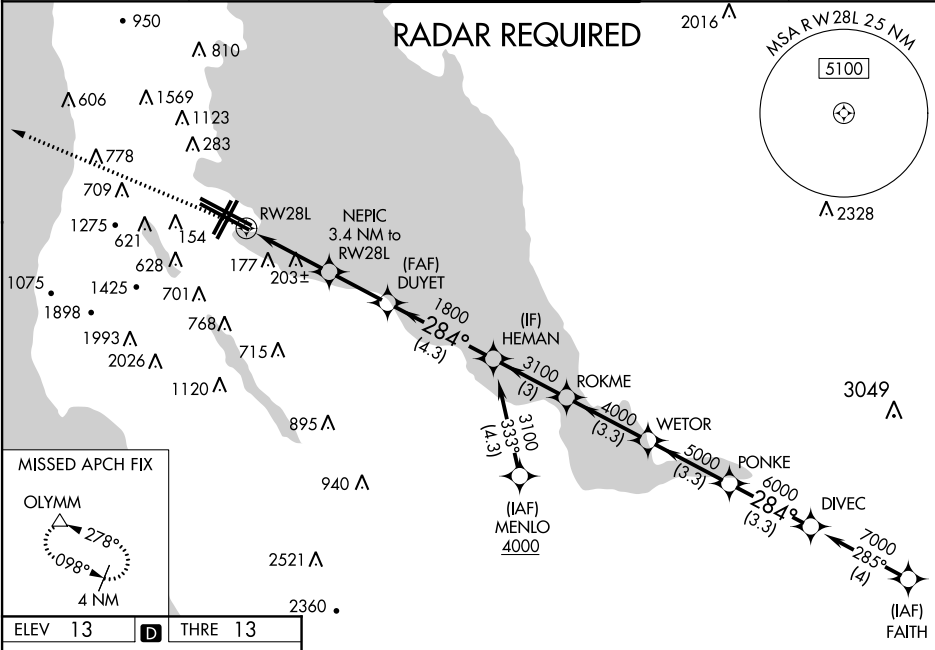 950
RADAR REQUIRED
2016
MSA RW 28L 25 NM
810
5100
606
1569
1123
283
778
709
1275
621
154
RW28L
NEPIC
3.4 NM to
RW28L
2328
628
177
203±
(FAF)
DUYET
1075
1425
701
1898
768
1993
2026
715
1120
1800
284°
(4.3)
(IF)
HEMAN
3100
(3)
ROKME
4000
(3.3)
WETOR
3049
895
3100
333°
(4.3)
5000
(3.3)
PONKE
6000
284°
(3.3)
DIVEC
940
(IAF)
MENLO
4000
7000
285°
(4)
(IAF)
FAITH
MISSED APCH FIX
OLYMM
278°
098°
4 NM
2521
2360
ELEV 13 D THRE 13